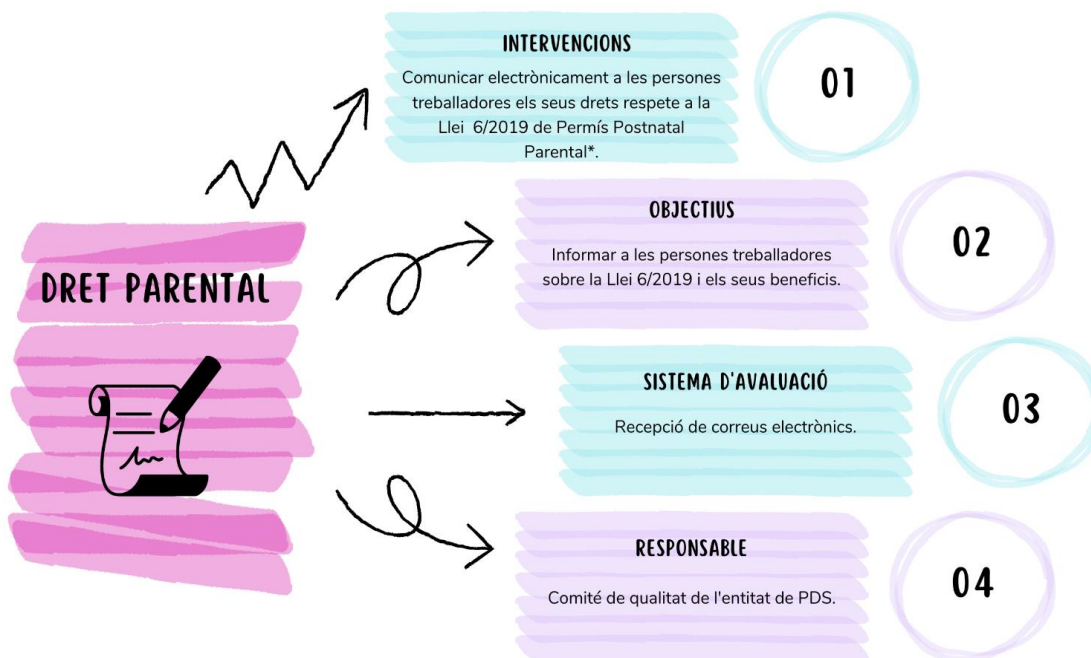 INTERVENCIONS
Comunicar electrònicament a les persones
treballadores els seus drets respete a la
Llei 6/2019 de Permís Postnatal
Parental*.
01
OBJECTIUS
Informar a les persones treballadores
sobre la Llei 6/2019 i els seus beneficis.
02
DRET PARENTAL
SISTEMA D'AVALUACIÓ
Recepció de correus electrònics.
03
RESPONSABLE
Comité de qualitat de l'entitat de PDS.
04